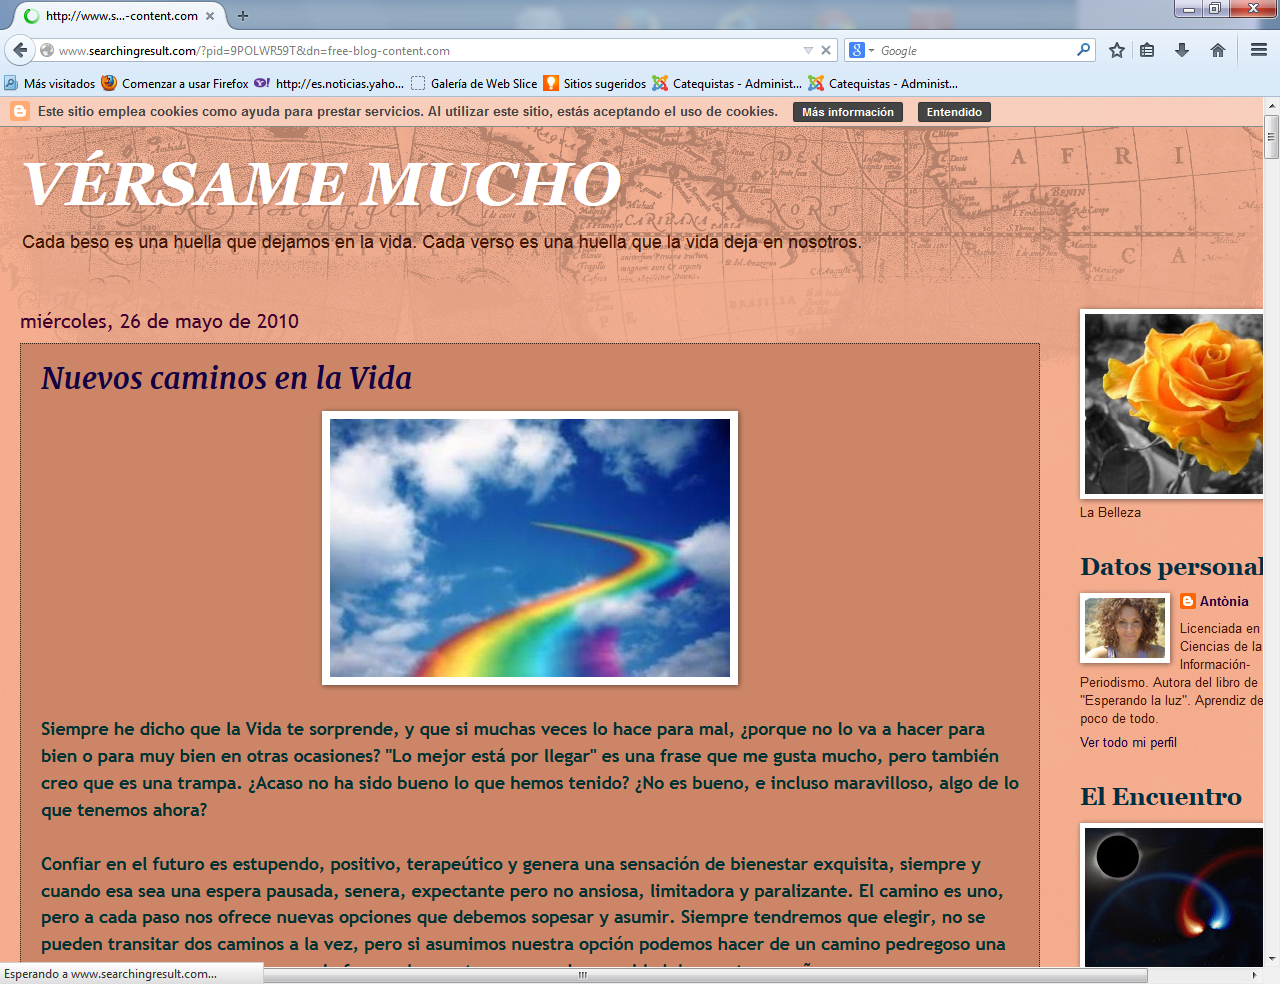 http://www.s...-content.com
www.searchingresult.com/?pid=9POLWR59T&dn=free-blog-content.com
Google
Más visitados
Comenzar a usar Firefox
http://es.noticias.yaho...
Galería de Web Slice
Sitios sugeridos
Catequistas - Administ...
Catequistas - Administ...
Este sitio emplea cookies como ayuda para prestar servicios. Al utilizar este sitio, estás aceptando el uso de cookies.
Más información
Entendido
VÉRSAME MUCHO
Cada beso es una huella que dejamos en la vida. Cada verso es una huella que la vida deja en nosotros.
A F R I
C A
CARIBANA
NORT
BENIN
BRASILIA
miércoles, 26 de mayo de 2010
Nuevos caminos en la Vida
Siempre he dicho que la Vida te sorprende, y que si muchas veces lo hace para mal, ¿porque no lo va a hacer para
bien o para muy bien en otras ocasiones? "Lo mejor está por llegar" es una frase que me gusta mucho, pero también
creo que es una trampa. ¿Acaso no ha sido bueno lo que hemos tenido? ¿No es bueno, e incluso maravilloso, algo de lo
que tenemos ahora?
Confiar en el futuro es estupendo, positivo, terapeútico y genera una sensación de bienestar exquisita, siempre y
cuando esa sea una espera pausada, senera, expectante pero no ansiosa, limitadora y paralizante. El camino es uno,
pero a cada paso nos ofrece nuevas opciones que debemos sopesar y asumir. Siempre tendremos que elegir, no se
pueden transitar dos caminos a la vez, pero si asumimos nuestra opción podemos hacer de un camino pedregoso una
La Belleza
Datos personal
Antònia
Licenciada en
Ciencias de la
Información-
Periodismo. Autora del libro de
"Esperando la luz". Aprendiz de
poco de todo.
Ver todo mi perfil
El Encuentro
Esperando a www.searchingresult.com...